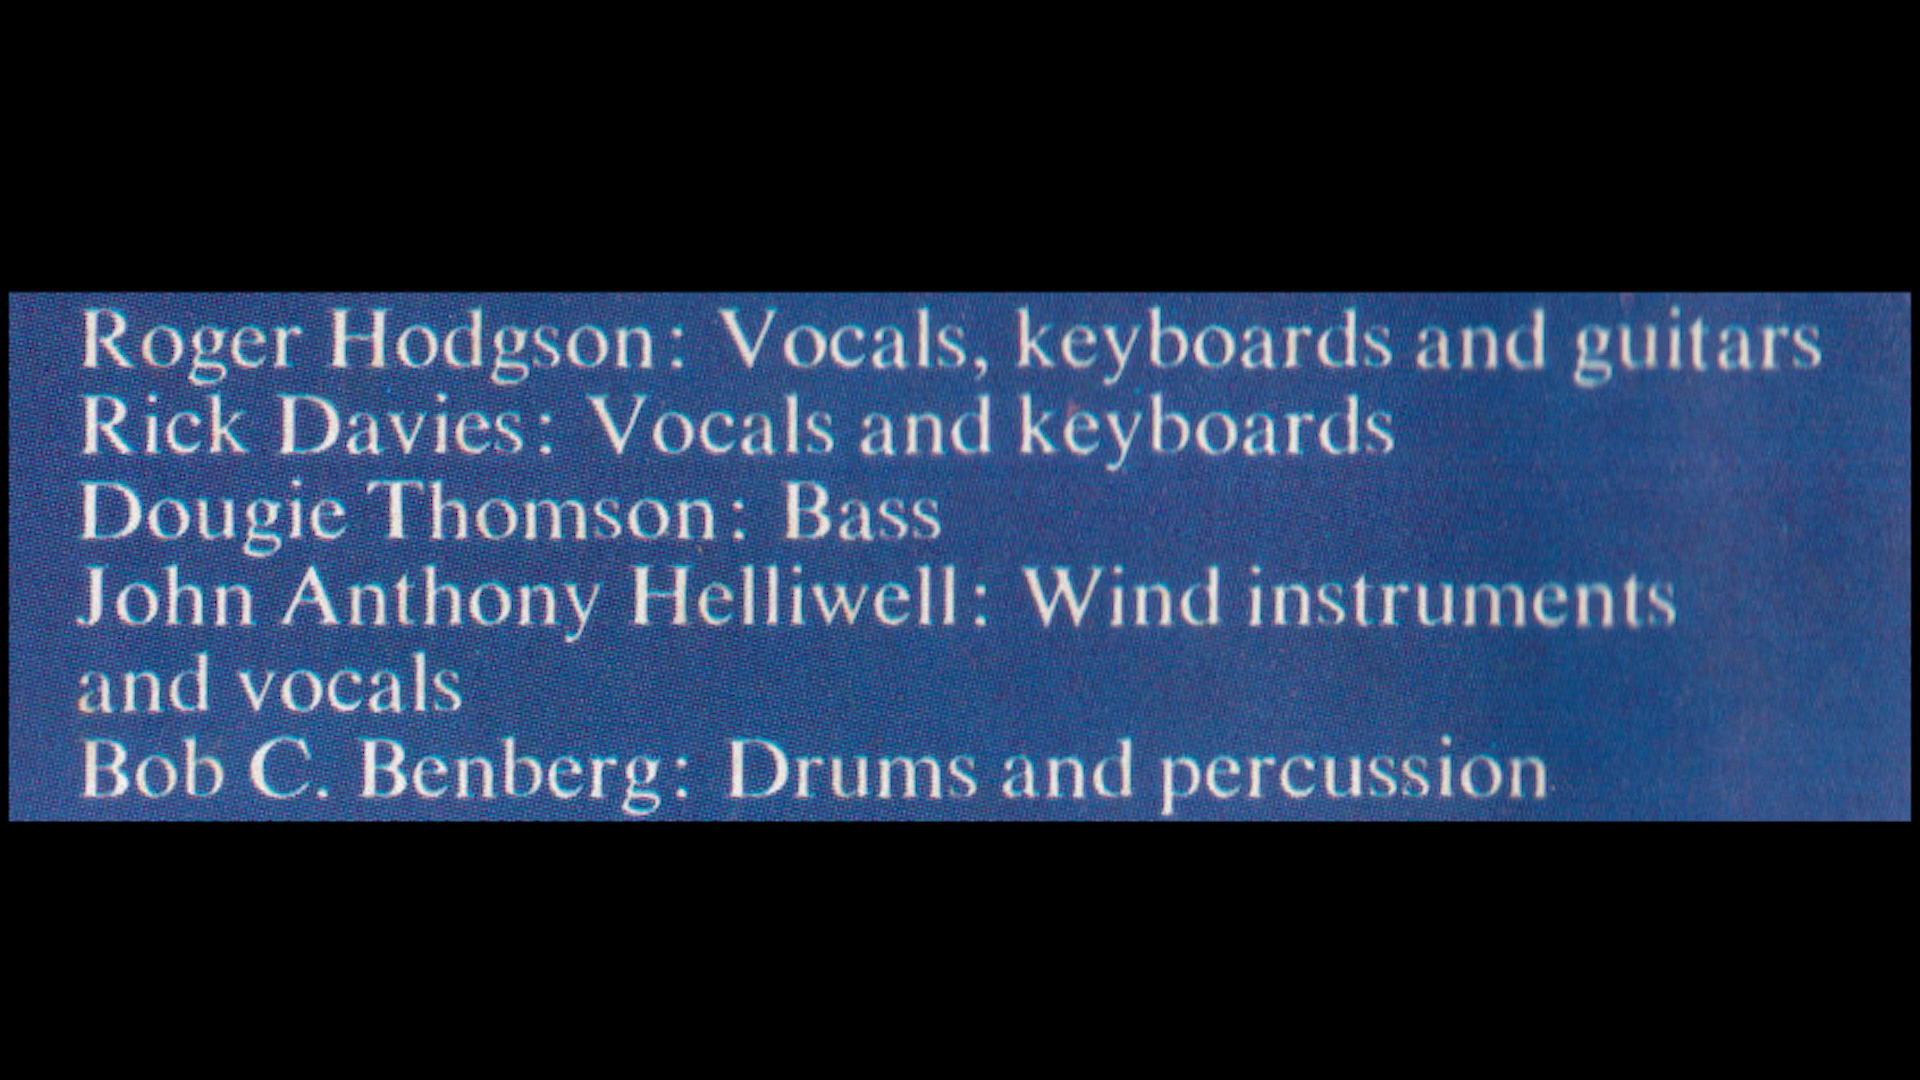 Roger Hodgson: Vocals, keyboards and guitars
Rick Davies: Vocals and keyboards
Dougie Thomson: Bass
John Anthony Helliwell: Wind instruments
and vocals
Bob C. Benberg: Drums and percussion